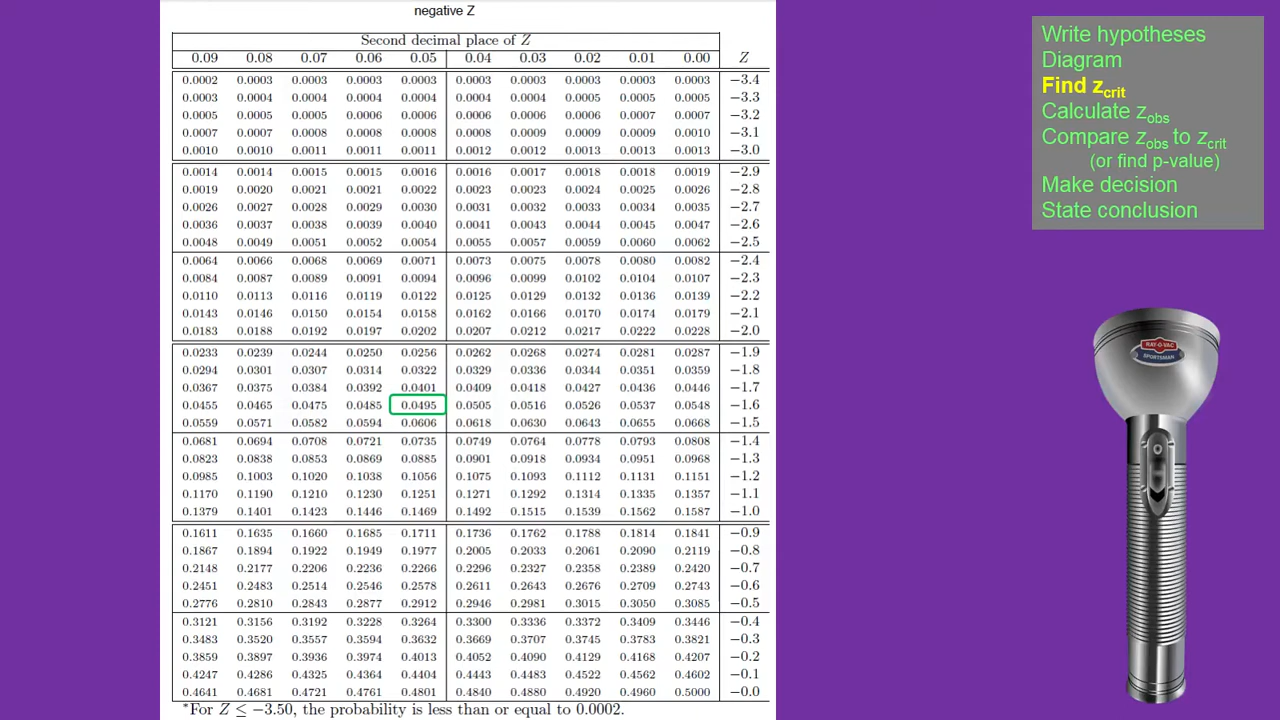 negative Z
Second decimal place of Z
0.09 0.08 0.07 0.06 0.05 0.04 0.03 0.02 0.01 0.00 Z
0.0002 0.0003 0.0003 0.0003 0.0003 0.0003 0.0003 0.0003 0.0003 0.0003 −3.4
0.0003 0.0004 0.0004 0.0004 0.0004 0.0004 0.0004 0.0005 0.0005 0.0005 −3.3
0.0005 0.0005 0.0005 0.0006 0.0006 0.0006 0.0006 0.0006 0.0007 0.0007 −3.2
0.0007 0.0007 0.0008 0.0008 0.0008 0.0008 0.0009 0.0009 0.0009 0.0010 −3.1
0.0010 0.0010 0.0011 0.0011 0.0011 0.0012 0.0012 0.0013 0.0013 0.0013 −3.0
0.0014 0.0014 0.0015 0.0015 0.0016 0.0016 0.0017 0.0018 0.0018 0.0019 −2.9
0.0019 0.0020 0.0021 0.0021 0.0022 0.0023 0.0023 0.0024 0.0025 0.0026 −2.8
0.0026 0.0027 0.0028 0.0029 0.0030 0.0031 0.0032 0.0033 0.0034 0.0035 −2.7
0.0036 0.0037 0.0038 0.0039 0.0040 0.0041 0.0043 0.0044 0.0045 0.0047 −2.6
0.0048 0.0049 0.0051 0.0052 0.0054 0.0055 0.0057 0.0059 0.0060 0.0062 −2.5
0.0064 0.0066 0.0068 0.0069 0.0071 0.0073 0.0075 0.0078 0.0080 0.0082 −2.4
0.0084 0.0087 0.0089 0.0091 0.0094 0.0096 0.0099 0.0102 0.0104 0.0107 −2.3
0.0110 0.0113 0.0116 0.0119 0.0122 0.0125 0.0129 0.0132 0.0136 0.0139 −2.2
0.0143 0.0146 0.0150 0.0154 0.0158 0.0162 0.0166 0.0170 0.0174 0.0179 −2.1
0.0183 0.0188 0.0192 0.0197 0.0202 0.0207 0.0212 0.0217 0.0222 0.0228 −2.0
0.0233 0.0239 0.0244 0.0250 0.0256 0.0262 0.0268 0.0274 0.0281 0.0287 −1.9
0.0294 0.0301 0.0307 0.0314 0.0322 0.0329 0.0336 0.0344 0.0351 0.0359 −1.8
0.0367 0.0375 0.0384 0.0392 0.0401 0.0409 0.0418 0.0427 0.0436 0.0446 −1.7
0.0455 0.0465 0.0475 0.0485 0.0495 0.0505 0.0516 0.0526 0.0537 0.0548 −1.6
0.0559 0.0571 0.0582 0.0594 0.0606 0.0618 0.0630 0.0643 0.0655 0.0668 −1.5
0.0681 0.0694 0.0708 0.0721 0.0735 0.0749 0.0764 0.0778 0.0793 0.0808 −1.4
0.0823 0.0838 0.0853 0.0869 0.0885 0.0901 0.0918 0.0934 0.0951 0.0968 −1.3
0.0985 0.1003 0.1020 0.1038 0.1056 0.1075 0.1093 0.1112 0.1131 0.1151 −1.2
0.1170 0.1190 0.1210 0.1230 0.1251 0.1271 0.1292 0.1314 0.1335 0.1357 −1.1
0.1379 0.1401 0.1423 0.1446 0.1469 0.1492 0.1515 0.1539 0.1562 0.1587 −1.0
0.1611 0.1635 0.1660 0.1685 0.1711 0.1736 0.1762 0.1788 0.1814 0.1841 −0.9
0.1867 0.1894 0.1922 0.1949 0.1977 0.2005 0.2033 0.2061 0.2090 0.2119 −0.8
0.2148 0.2177 0.2206 0.2236 0.2266 0.2296 0.2327 0.2358 0.2389 0.2420 −0.7
0.2451 0.2483 0.2514 0.2546 0.2578 0.2611 0.2643 0.2676 0.2709 0.2743 −0.6
0.2776 0.2810 0.2843 0.2877 0.2912 0.2946 0.2981 0.3015 0.3050 0.3085 −0.5
0.3121 0.3156 0.3192 0.3228 0.3264 0.3300 0.3336 0.3372 0.3409 0.3446 −0.4
0.3483 0.3520 0.3557 0.3594 0.3632 0.3669 0.3707 0.3745 0.3783 0.3821 −0.3
0.3859 0.3897 0.3936 0.3974 0.4013 0.4052 0.4090 0.4129 0.4168 0.4207 −0.2
0.4247 0.4286 0.4325 0.4364 0.4404 0.4443 0.4483 0.4522 0.4562 0.4602 −0.1
0.4641 0.4681 0.4721 0.4761 0.4801 0.4840 0.4880 0.4920 0.4960 0.5000 −0.0
*For Z ≤ −3.50, the probability is less than or equal to 0.0002.
Write hypotheses
Diagram
Find zcrit
Calculate zobs
Compare zobs to zcrit
(or find p-value)
Make decision
State conclusion
RAY-O-VAC
SPORTSMAN